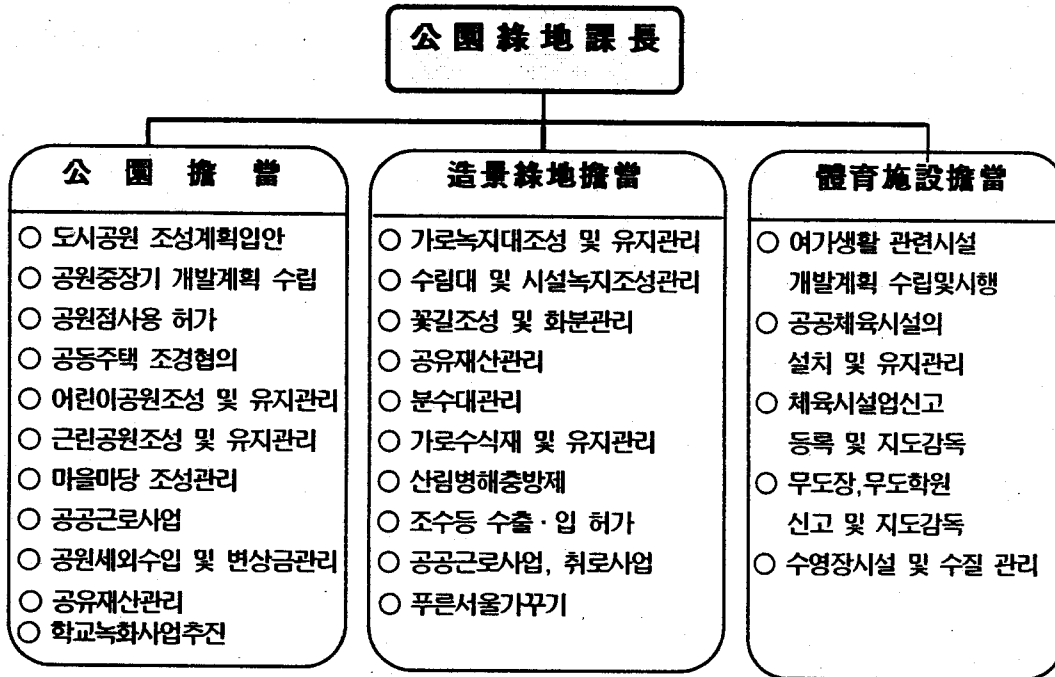 公園綠地課長
公園擔當
○ 도시공원 조성계획입안
○ 공원중장기 개발계획 수립
○ 공원점사용 허가
○ 공동주택 조경협의
○ 어린이공원조성 및 유지관리
○ 근린공원조성 및 유지관리
○ 마을마당 조성관리
○ 공공근로사업
○ 공원세외수입 및 변상금관리
○ 공유재산관리
○ 학교녹화사업추진
造景綠地擔當
○ 가로녹지대조성 및 유지관리
○ 수림대 및 시설녹지조성관리
○ 꽃길조성 및 화분관리
○ 공유재산관리
○ 분수대관리
○ 가로수식재 및 유지관리
○ 산림병해충방제
○ 조수등 수출·입 허가
○ 공공근로사업, 취로사업
○ 푸른서울가꾸기
體育施設擔當
○ 여가생활 관련시설
개발계획 수립및시행
○ 공공체육시설의
설치 및 유지관리
○ 체육시설업신고
등록 및 지도감독
○ 무도장,무도학원
신고 및 지도감독
○ 수영장시설 및 수질 관리